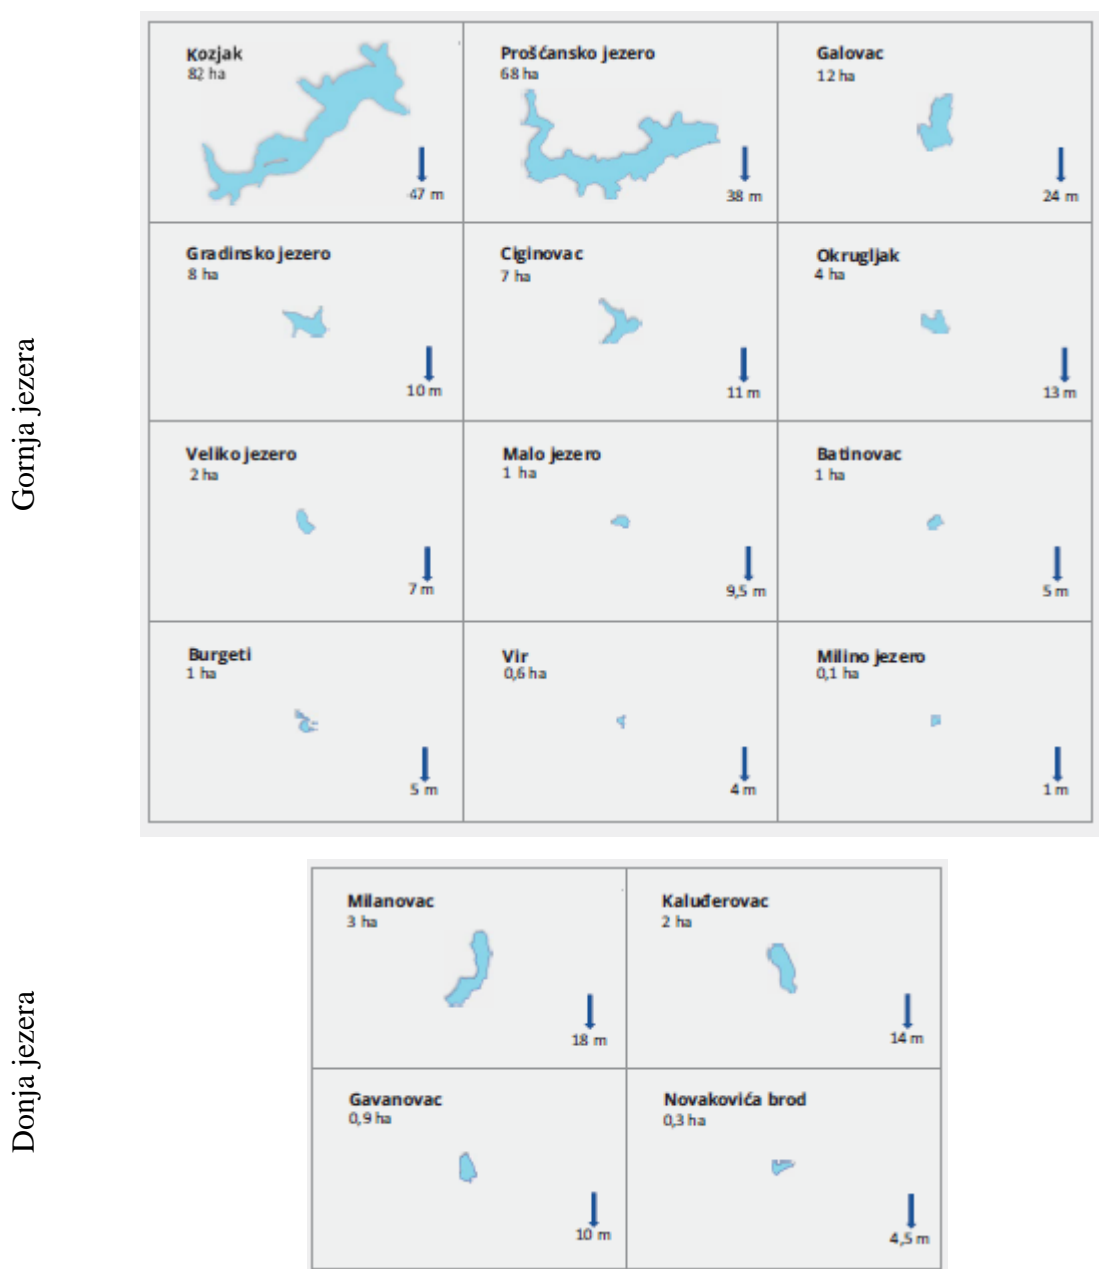 Gornja jezera
Kozjak
82 ha
47 m
Prošćansko jezero
68 ha
38 m
Galovac
12 ha
24 m
Gradinsko jezero
8 ha
10 m
Ciginovac
7 ha
11 m
Okrugljak
4 ha
13 m
Veliko jezero
2 ha
7 m
Malo jezero
1 ha
9,5 m
Batinovac
1 ha
5 m
Burgeti
1 ha
5 m
Vir
0,6 ha
4 m
Milino jezero
0,1 ha
1 m
Donja jezera
Milanovac
3 ha
18 m
Kaluđerovac
2 ha
14 m
Gavanovac
0,9 ha
10 m
Novakovića brod
0,3 ha
4,5 m